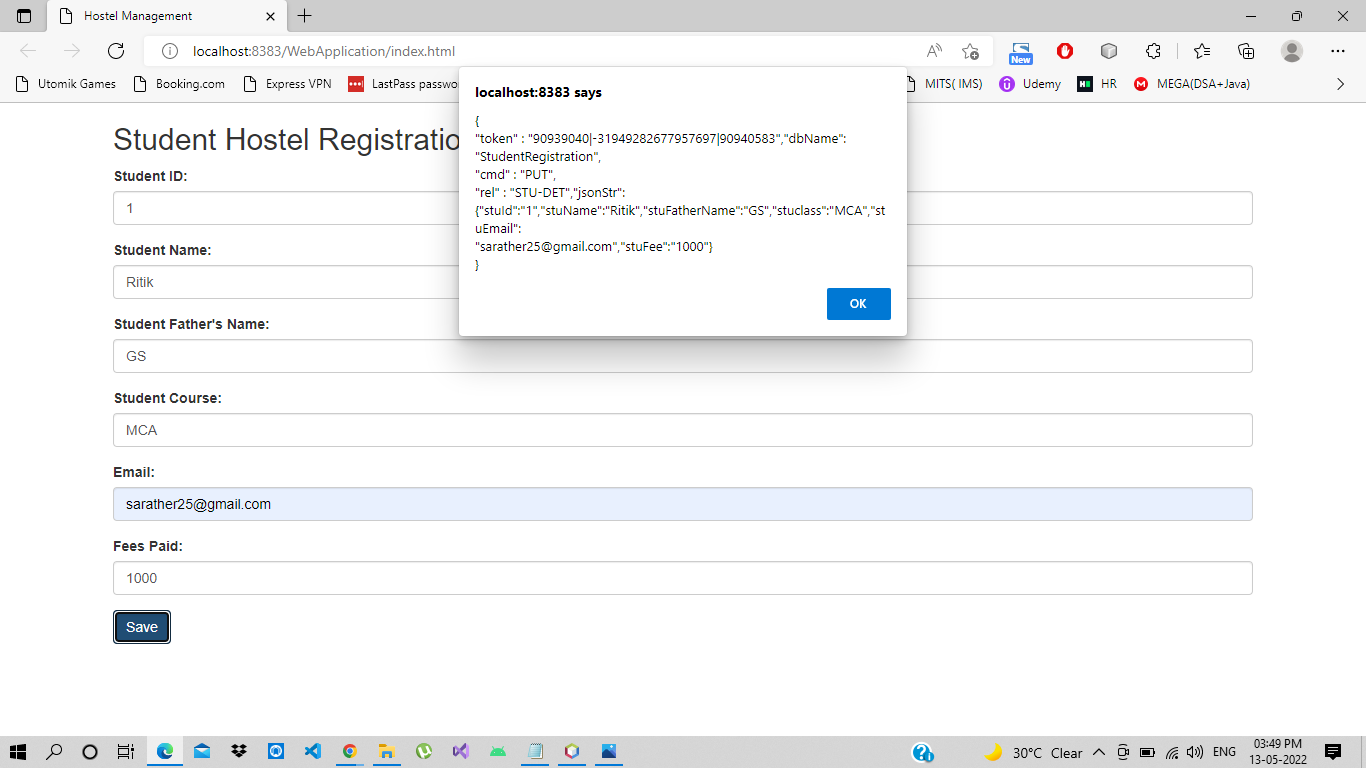 Hostel Management
localhost:8383/WebApplication/index.html
New
Utomik Games
Booking.com
Express VPN
LastPass passwo
MITS( IMS)
Udemy
HR
MEGA(DSA+Java)
localhost:8383 says
{
"token" : "90939040|-31949282677957697|90940583","dbName":
"StudentRegistration",
"cmd" : "PUT",
"rel" : "STU-DET","jsonStr":
{"stuId":"1","stuName":"Ritik","stuFatherName":"GS","stuclass":"MCA","st
uEmail":
"sarather25@gmail.com","stuFee":"1000"}
}
OK
Student Hostel Registratio
Student ID:
1
Student Name:
Ritik
Student Father's Name:
GS
Student Course:
MCA
Email:
sarather25@gmail.com
Fees Paid:
1000
Save
30°C Clear
ENG
03:49 PM
13-05-2022